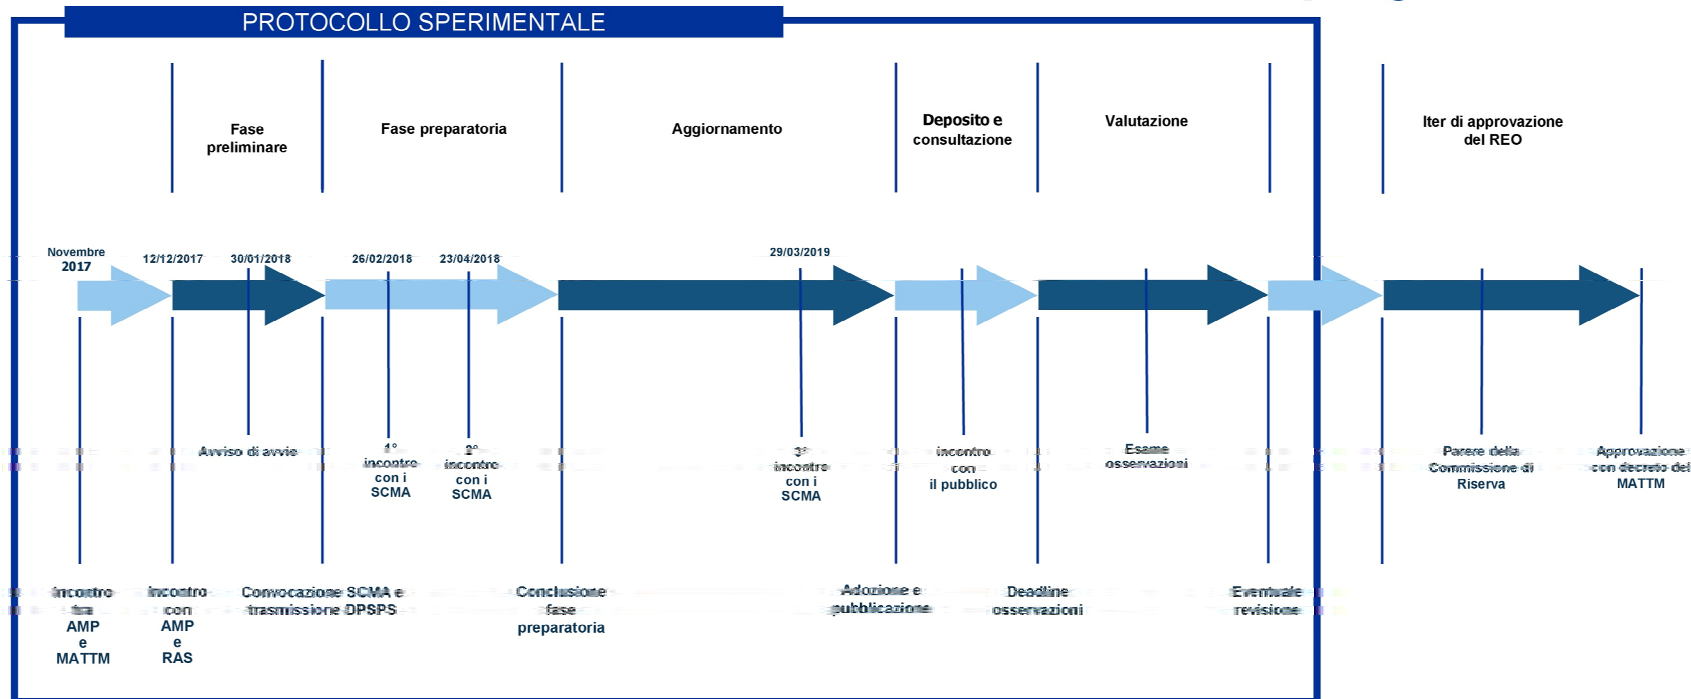 PROTOCOLLO SPERIMENTALE
Fase
preliminare
Fase preparatoria
Aggiornamento
Deposito e
consultazione
Valutazione
Iter di approvazione
del REO
Novembre
2017
12/12/2017
30/01/2018
26/02/2018
23/04/2018
29/03/2019
Avviso di avvio
1°
incontro
con i
SCMA
2°
incontro
con i
SCMA
3°
incontro
con i
SCMA
incontro
con
il pubblico
Esame
osservazioni
Parere della
Commissione di
Riserva
Approvazione
con decreto del
MATTM
Incontro
tra
AMP
e
MATTM
Incontro
con
AMP
e
RAS
Convocazione SCMA e
trasmissione DPSPS
Conclusione
fase
preparatoria
Adozione e
pubblicazione
Deadline
osservazioni
Eventuale
revisione